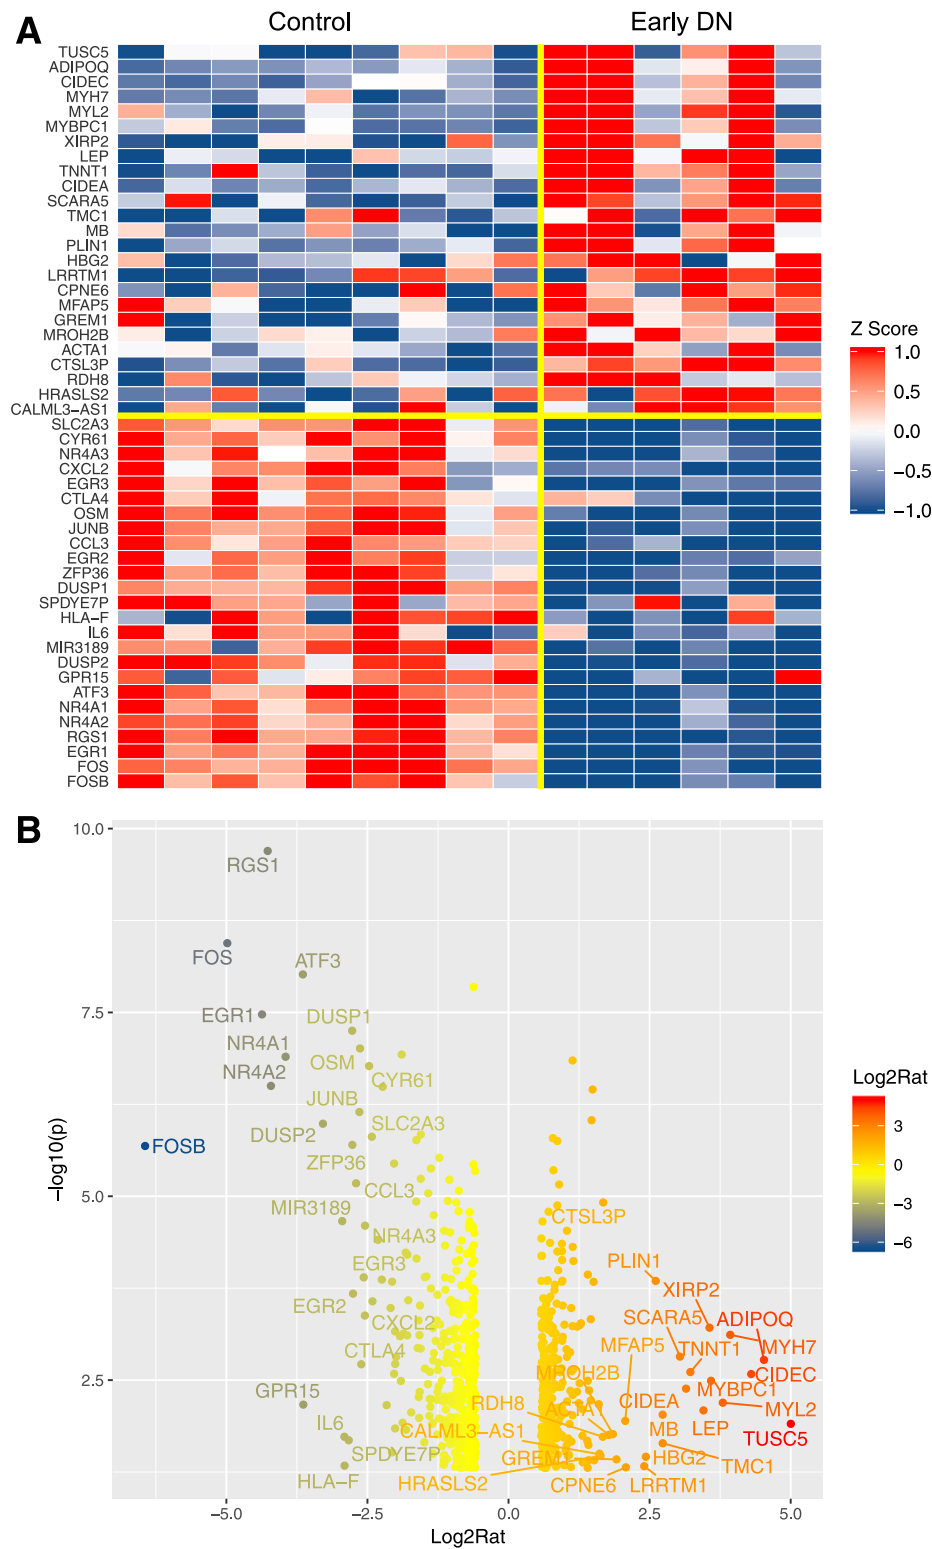 A
Control
Early DN
TUSC5
ADIPOQ
CIDEC
MYH7
MYL2
MYBPC1
XIRP2
LEP
TNNT1
CIDEA
SCARA5
TMC1
MB
PLIN1
HBG2
LRRTM1
CPNE6
MFAP5
GREM1
MROH2B
ACTA1
CTSL3P
RDH8
HRASLS2
CALML3−AS1
SLC2A3
CYR61
NR4A3
CXCL2
EGR3
CTLA4
OSM
JUNB
CCL3
EGR2
ZFP36
DUSP1
SPDYE7P
HLA−F
IL6
MIR3189
DUSP2
GPR15
ATF3
NR4A1
NR4A2
RGS1
EGR1
FOS
FOSB
Z Score
1.0
0.5
0.0
−0.5
−1.0
B
10.0
7.5
5.0
2.5
−log10(p)
RGS1
FOS
ATF3
EGR1
DUSP1
NR4A1
OSM
NR4A2
CYR61
JUNB
SLC2A3
DUSP2
FOSB
ZFP36
CCL3
MIR3189
CTSL3P
NR4A3
EGR3
PLIN1
XIRP2
EGR2
SCARA5
ADIPOQ
CXCL2
MFAP5
TNNT1
MYH7
CTLA4
MROH2B
CIDEC
GPR15
MYBPC1
RDH8
ACTA1
CIDEA
MYL2
IL6
CALML3−AS1
MB
LEP
TUSC5
SPDYE7P
GREM1
HBG2
TMC1
HLA−F
HRASLS2
CPNE6
LRRTM1
−5.0
−2.5
0.0
2.5
5.0
Log2Rat
Log2Rat
3
0
−3
−6